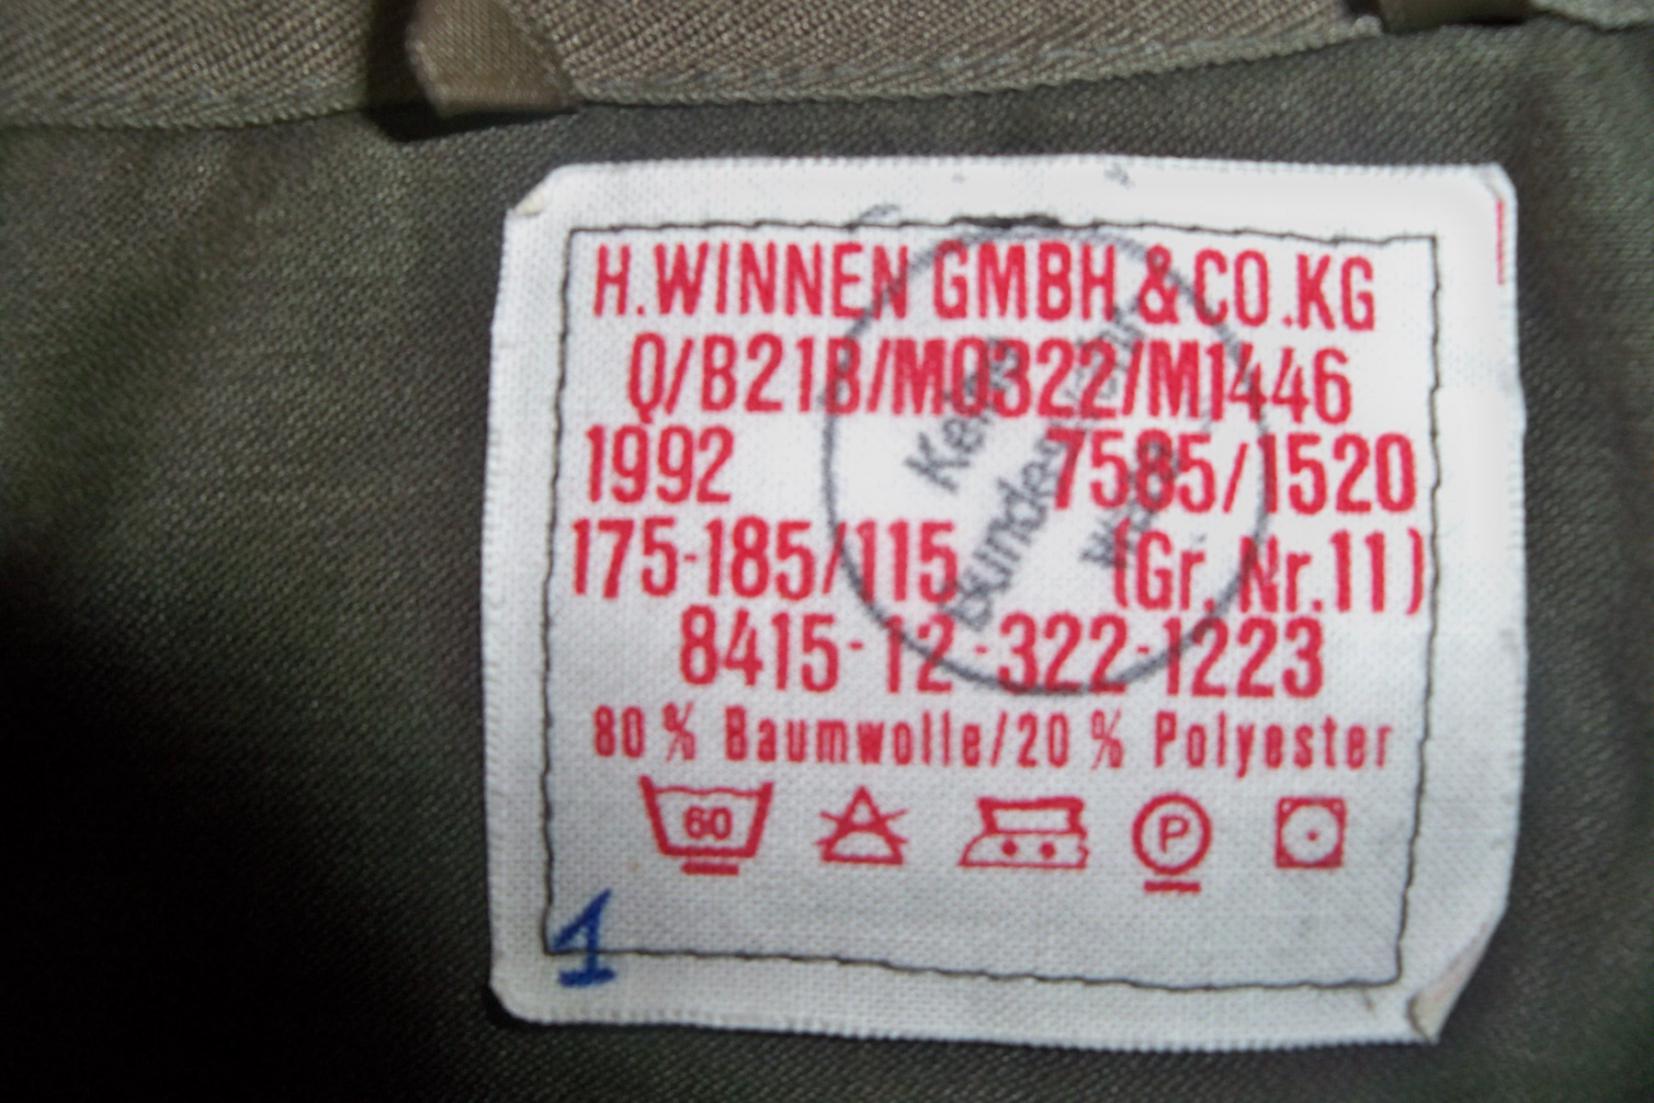 H.WINNEN GMBH & CO.KG
Q/B21B/M0322/M1446
1992 7585/1520
175-185/115 (Gr. Nr.11)
8415-12-322-1223
80 % Baumwolle/20 % Polyester
60 P
1
Keine